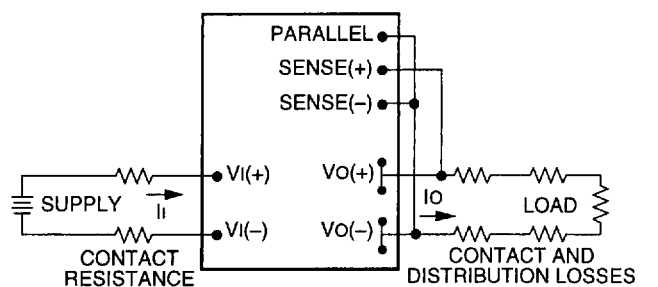 PARALLEL
SENSE(+)
SENSE(–)
VI(+)
VO(+)
SUPPLY
II
IO
LOAD
VI(–)
VO(–)
CONTACT
RESISTANCE
CONTACT AND
DISTRIBUTION LOSSES